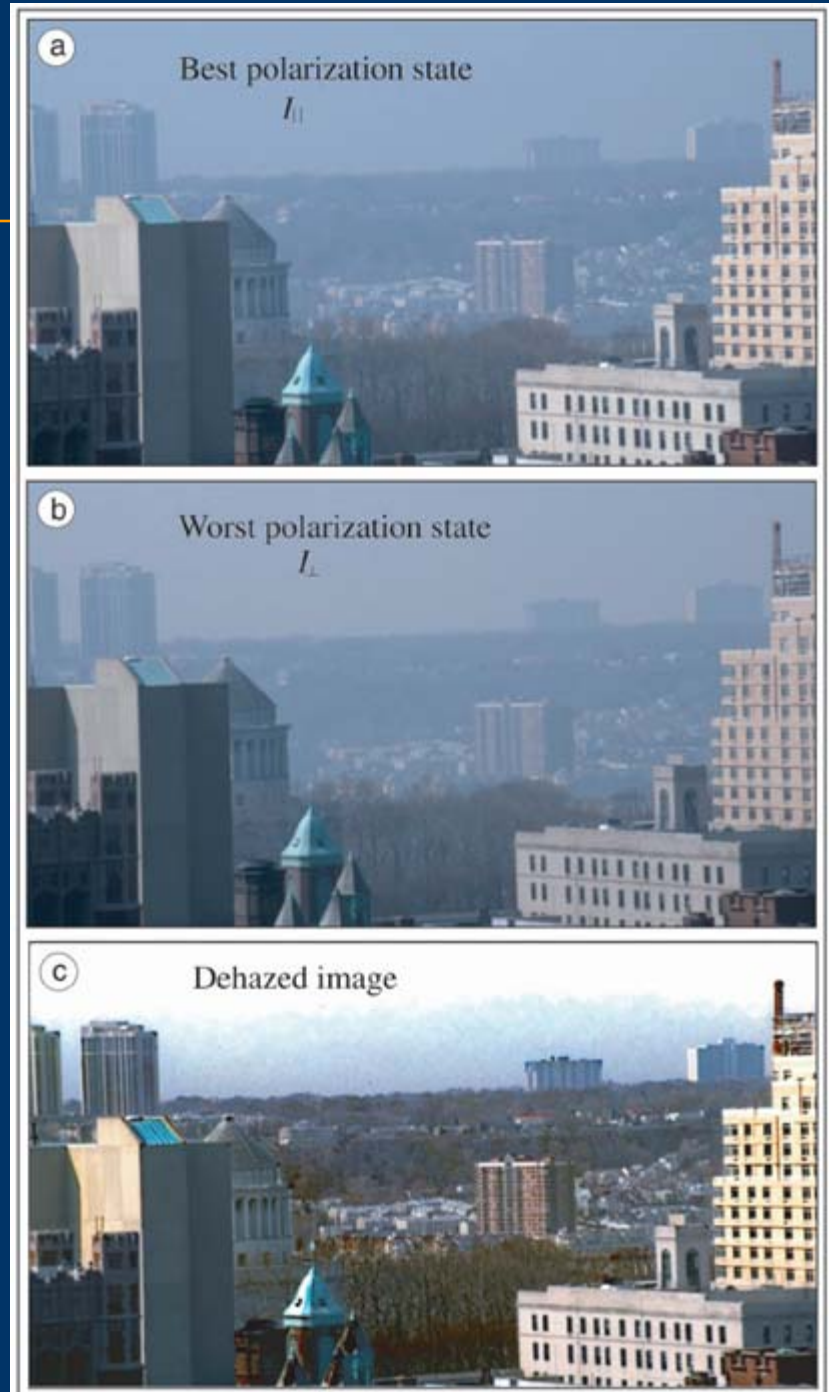 a
Best polarization state
I||
b
Worst polarization state
I⊥
c
Dehazed image